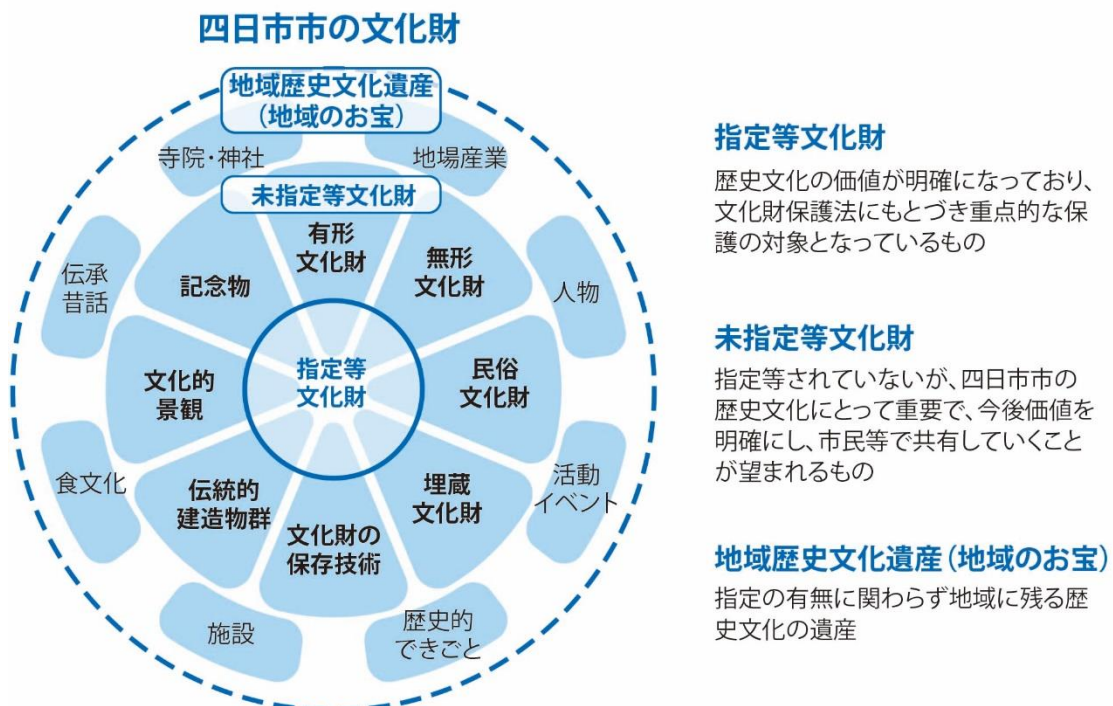 四日市市の文化財
地域歴史文化遺産
(地域のお宝)
寺院・神社
地場産業
未指定等文化財
有形
文化財
無形
文化財
記念物
伝承
昔話
人物
文化的
景観
指定等
文化財
民俗
文化財
食文化
伝統的
建造物群
文化財の
保存技術
埋蔵
文化財
活動
イベント
施設
歴史的
できごと
指定等文化財
歴史文化の価値が明確になっており、
文化財保護法にもとづき重点的な保
護の対象となっているもの
未指定等文化財
指定等されていないが、四日市市の
歴史文化にとって重要で、今後価値を
明確にし、市民等で共有していくこと
が望まれるもの
地域歴史文化遺産(地域のお宝)
指定の有無に関わらず地域に残る歴
史文化の遺産